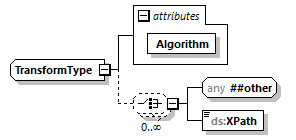 attributes
Algorithm
TransformType
any ##other
0..∞
ds:XPath